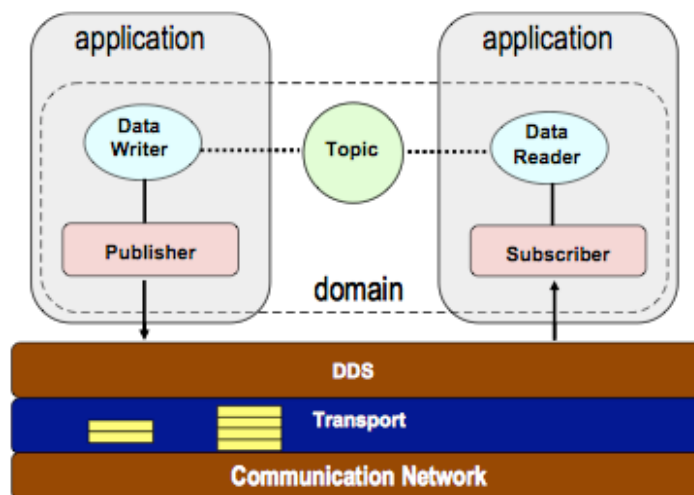 application
application
Data
Writer
Topic
Data
Reader
Publisher
Subscriber
domain
DDS
Transport
Communication Network